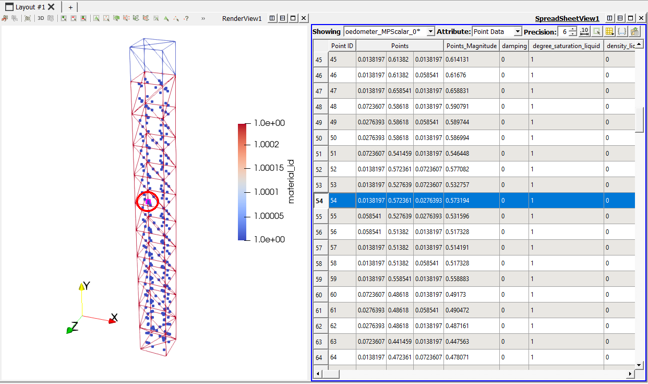 Layout #1
RenderView1
1.0e+00
1.0002
1.00015
1.0001
1.00005
1.0e+00
material_id
Y
X
Z
SpreadSheetView1
Showing oedometer_MPScalar_0* Attribute: Point Data Precision: 6
Point ID Points Points_Magnitude damping degree_saturation_liquid density_lic
45 45 0.0138197 0.61382 0.0138197 0.614131 0 1 0
46 46 0.0138197 0.61382 0.058541 0.61676 0 1 0
47 47 0.0138197 0.658541 0.0138197 0.658831 0 1 0
48 48 0.0723607 0.58618 0.0138197 0.590791 0 1 0
49 49 0.0276393 0.58618 0.058541 0.589744 0 1 0
50 50 0.0276393 0.58618 0.0138197 0.586994 0 1 0
51 51 0.0723607 0.541459 0.0138197 0.546448 0 1 0
52 52 0.0138197 0.572361 0.0723607 0.577082 0 1 0
53 53 0.0138197 0.527639 0.0723607 0.532757 0 1 0
54 54 0.0138197 0.572361 0.0276393 0.573194 0 1 0
55 55 0.058541 0.527639 0.0276393 0.531596 0 1 0
56 56 0.058541 0.51382 0.0138197 0.517328 0 1 0
57 57 0.0138197 0.51382 0.0138197 0.514191 0 1 0
58 58 0.0138197 0.51382 0.058541 0.517328 0 1 0
59 59 0.0138197 0.558541 0.0138197 0.558883 0 1 0
60 60 0.0723607 0.48618 0.0138197 0.49173 0 1 0
61 61 0.0276393 0.48618 0.058541 0.490472 0 1 0
62 62 0.0276393 0.48618 0.0138197 0.487161 0 1 0
63 63 0.0723607 0.441459 0.0138197 0.447563 0 1 0
64 64 0.0138197 0.472361 0.0723607 0.478071 0 1 0